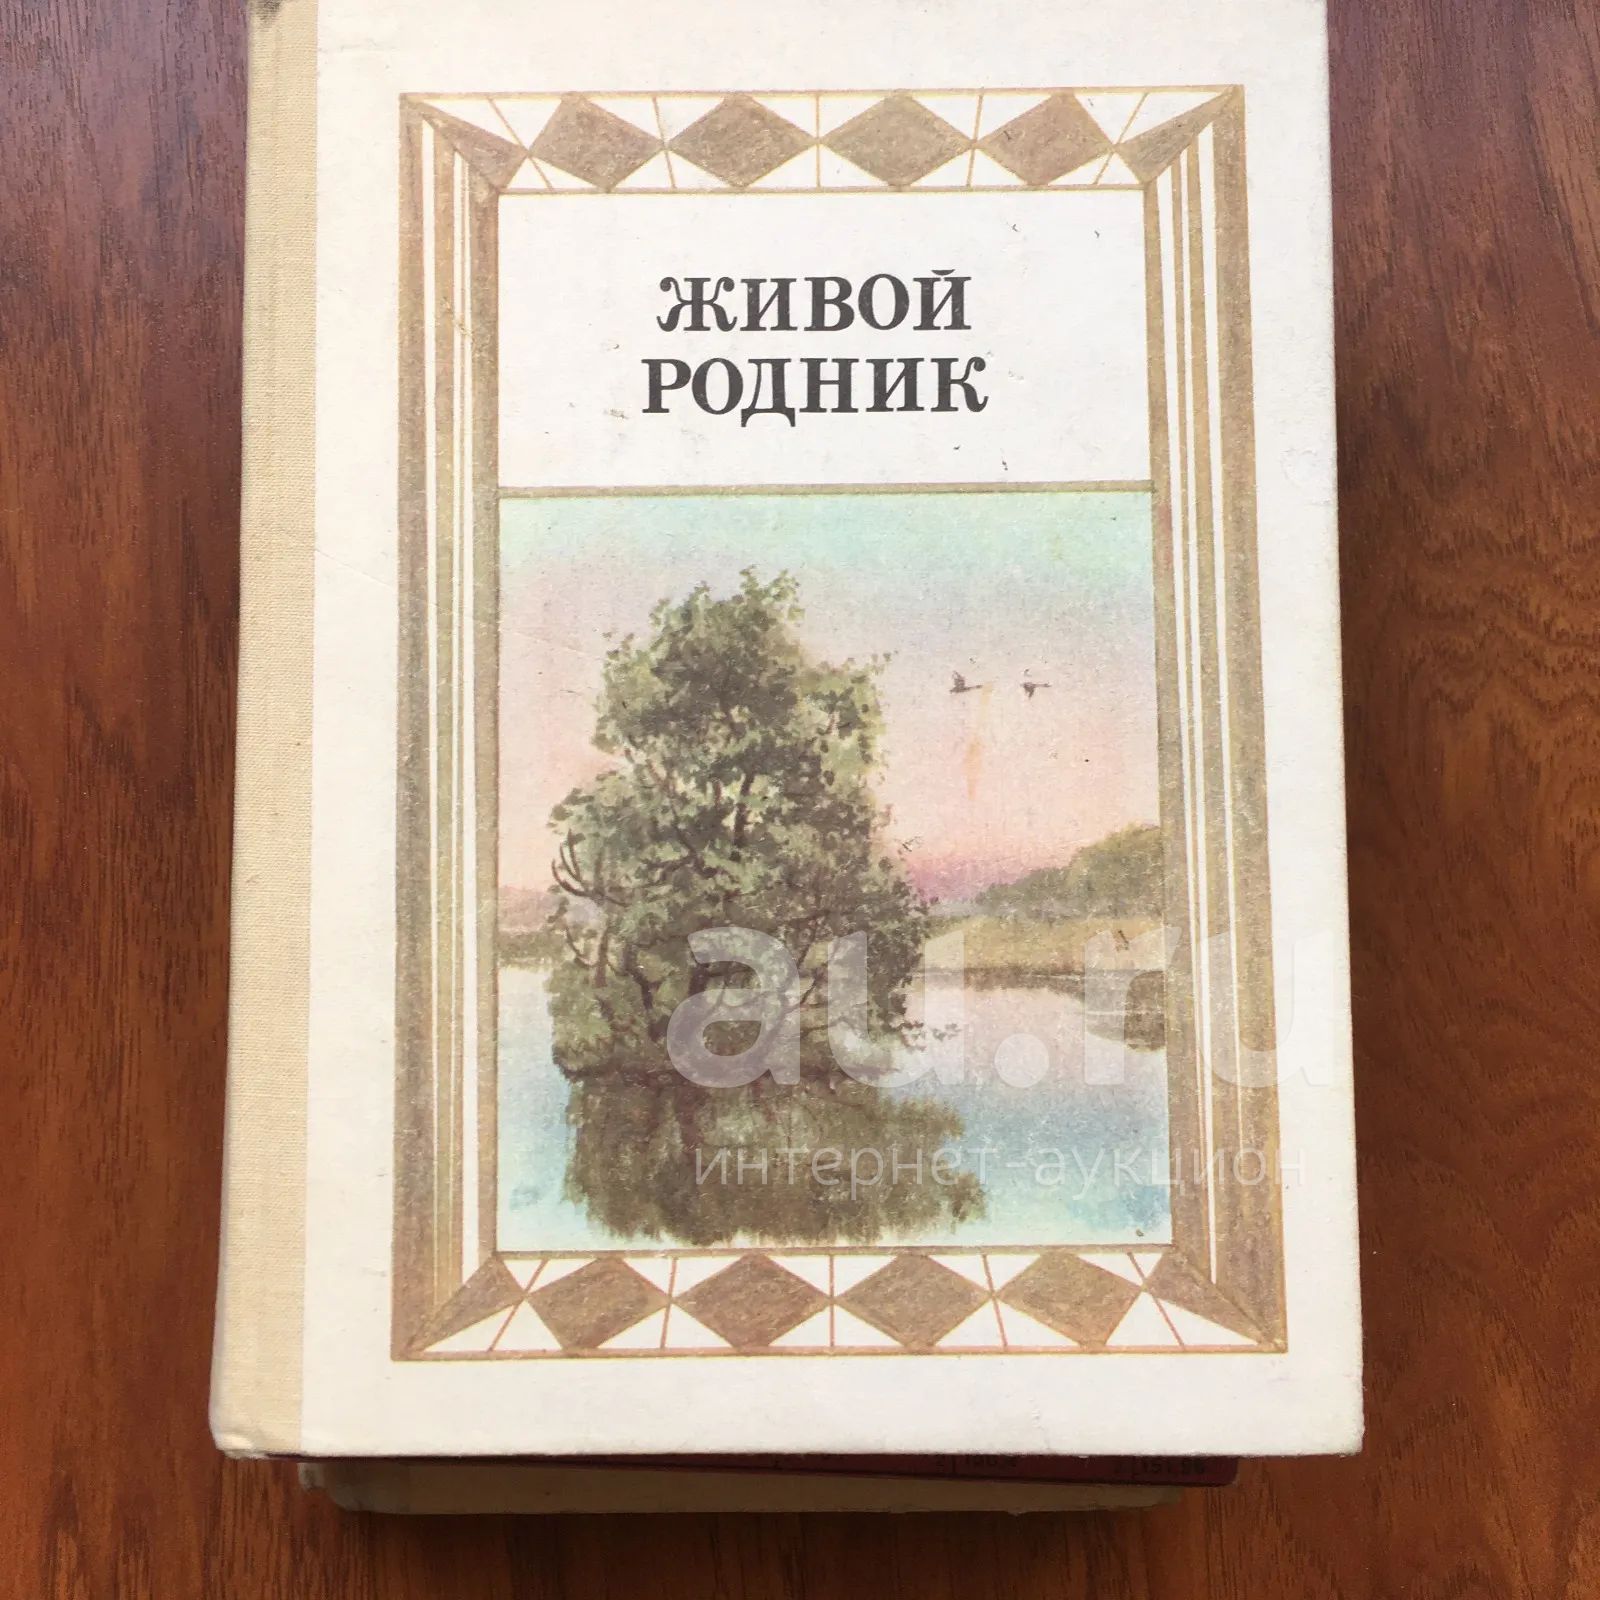 ЖИВОЙ
РОДНИК
au.ru
интернет-аукцион